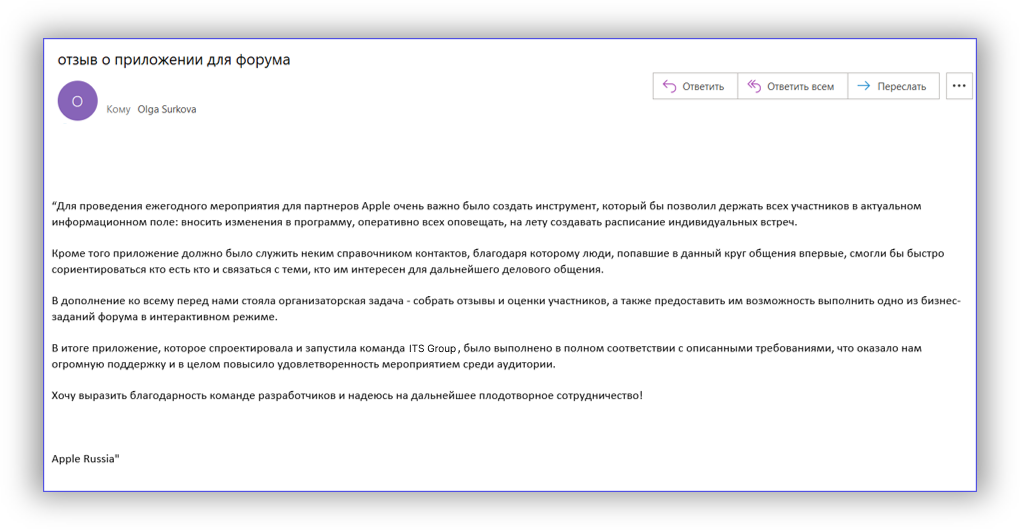 отзыв о приложении для форума
О
Кому Olga Surkova
Ответить
Ответить всем
Переслать
“Для проведения ежегодного мероприятия для партнеров Apple очень важно было создать инструмент, который бы позволил держать всех участников в актуальном
информационном поле: вносить изменения в программу, оперативно всех оповещать, на лету создавать расписание индивидуальных встреч.
Кроме того приложение должно было служить неким справочником контактов, благодаря которому люди, попавшие в данный круг общения впервые, смогли бы быстро
сориентироваться кто есть кто и связаться с теми, кто им интересен для дальнейшего делового общения.
В дополнение ко всему перед нами стояла организаторская задача - собрать отзывы и оценки участников, а также предоставить им возможность выполнить одно из бизнес-
заданий форума в интерактивном режиме.
В итоге приложение, которое спроектировала и запустила команда ITS Group, было выполнено в полном соответствии с описанными требованиями, что оказало нам
огромную поддержку и в целом повысило удовлетворенность мероприятием среди аудитории.
Хочу выразить благодарность команде разработчиков и надеюсь на дальнейшее плодотворное сотрудничество!
Apple Russia"